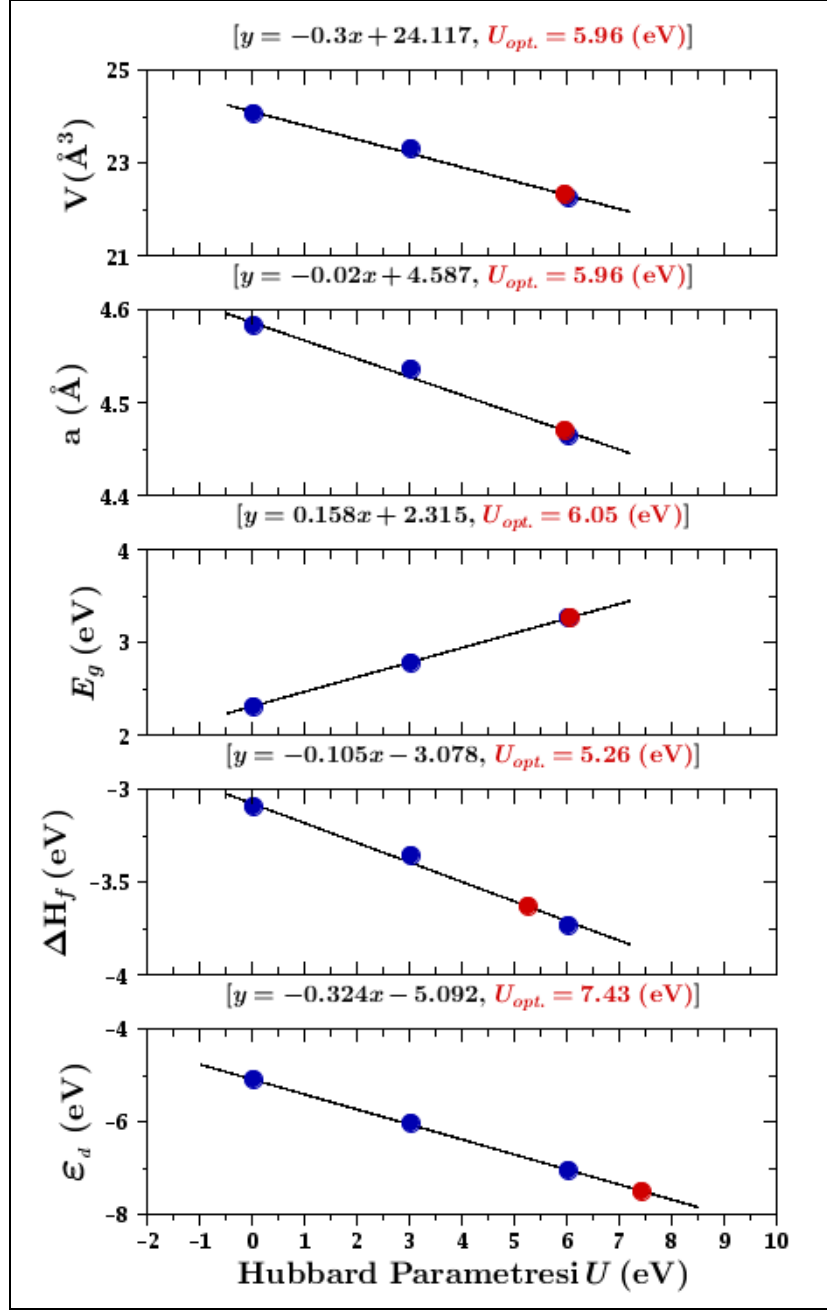 [y = −0.3x + 24.117, U_opt. = 5.96 (eV)]
25
23
21
V(Å³)
[y = −0.02x + 4.587, U_opt. = 5.96 (eV)]
4.6
4.5
4.4
a (Å)
[y = 0.158x + 2.315, U_opt. = 6.05 (eV)]
4
3
2
E_g (eV)
[y = −0.105x − 3.078, U_opt. = 5.26 (eV)]
−3
−3.5
−4
ΔH_f (eV)
[y = −0.324x − 5.092, U_opt. = 7.43 (eV)]
−4
−6
−8
ε_d (eV)
−2 −1 0 1 2 3 4 5 6 7 8 9 10
Hubbard Parametresi U (eV)